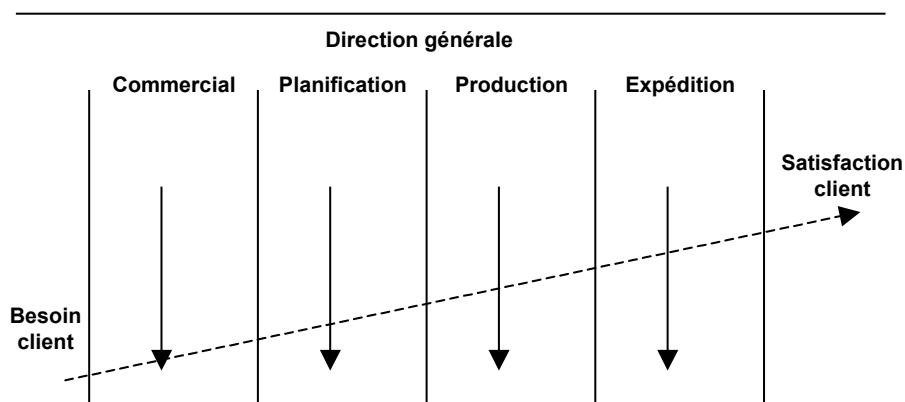 Direction générale
Commercial
Planification
Production
Expédition
Satisfaction
client
Besoin
client